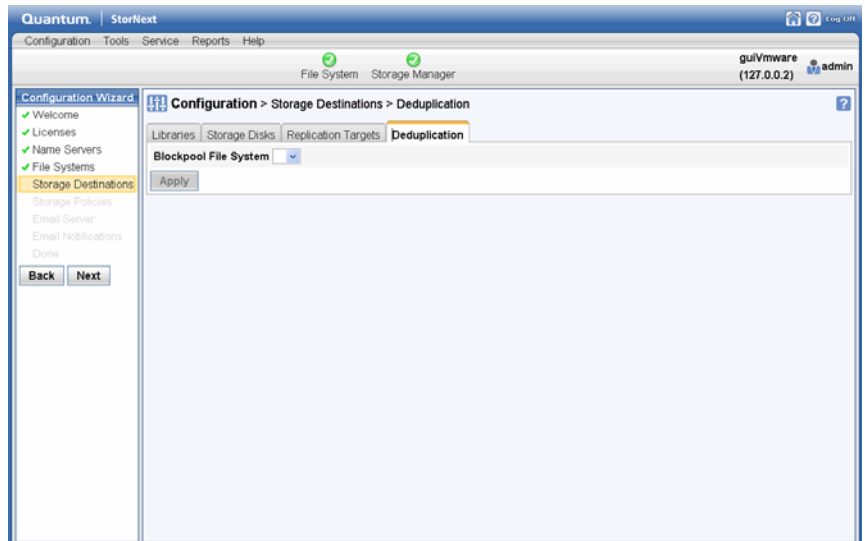 Quantum. StorNext
Log Off
Configuration Tools Service Reports Help
File System Storage Manager
guiVmware
(127.0.0.2)
admin
Configuration Wizard
Welcome
Licenses
Name Servers
File Systems
Storage Destinations
Storage Policies
Email Server
Email Notifications
Done
Back Next
Configuration > Storage Destinations > Deduplication
?
Libraries Storage Disks Replication Targets Deduplication
Blockpool File System
Apply